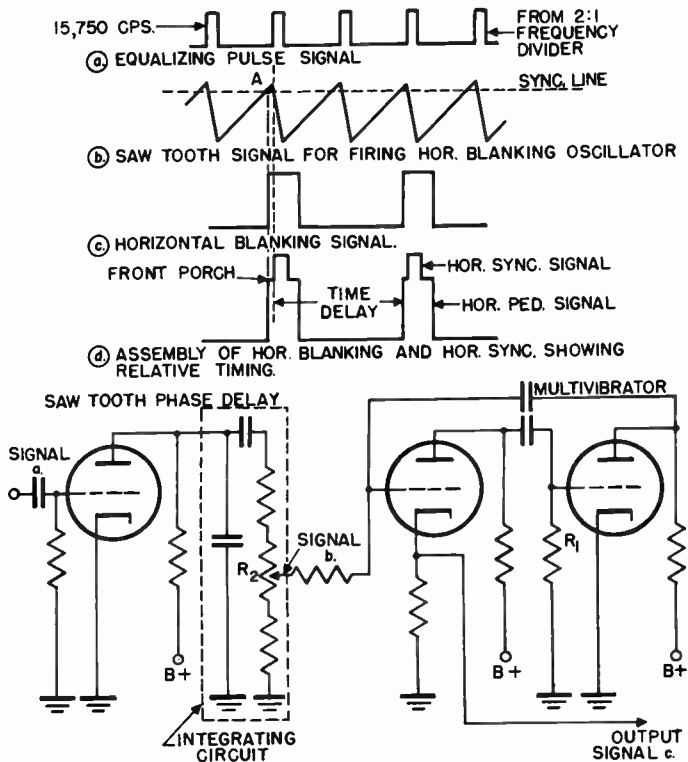 15,750 CPS.
FROM 2:1
FREQUENCY
DIVIDER
a. EQUALIZING PULSE SIGNAL
A
SYNC. LINE
b. SAW TOOTH SIGNAL FOR FIRING HOR. BLANKING OSCILLATOR
c. HORIZONTAL BLANKING SIGNAL.
FRONT PORCH
HOR. SYNC. SIGNAL
TIME
DELAY
HOR. PED. SIGNAL
d. ASSEMBLY OF HOR. BLANKING AND HOR. SYNC. SHOWING
RELATIVE TIMING.
SAW TOOTH PHASE DELAY
MULTIVIBRATOR
SIGNAL
a.
SIGNAL
b.
R2
R1
B+
B+
B+
INTEGRATING
CIRCUIT
OUTPUT
SIGNAL c.